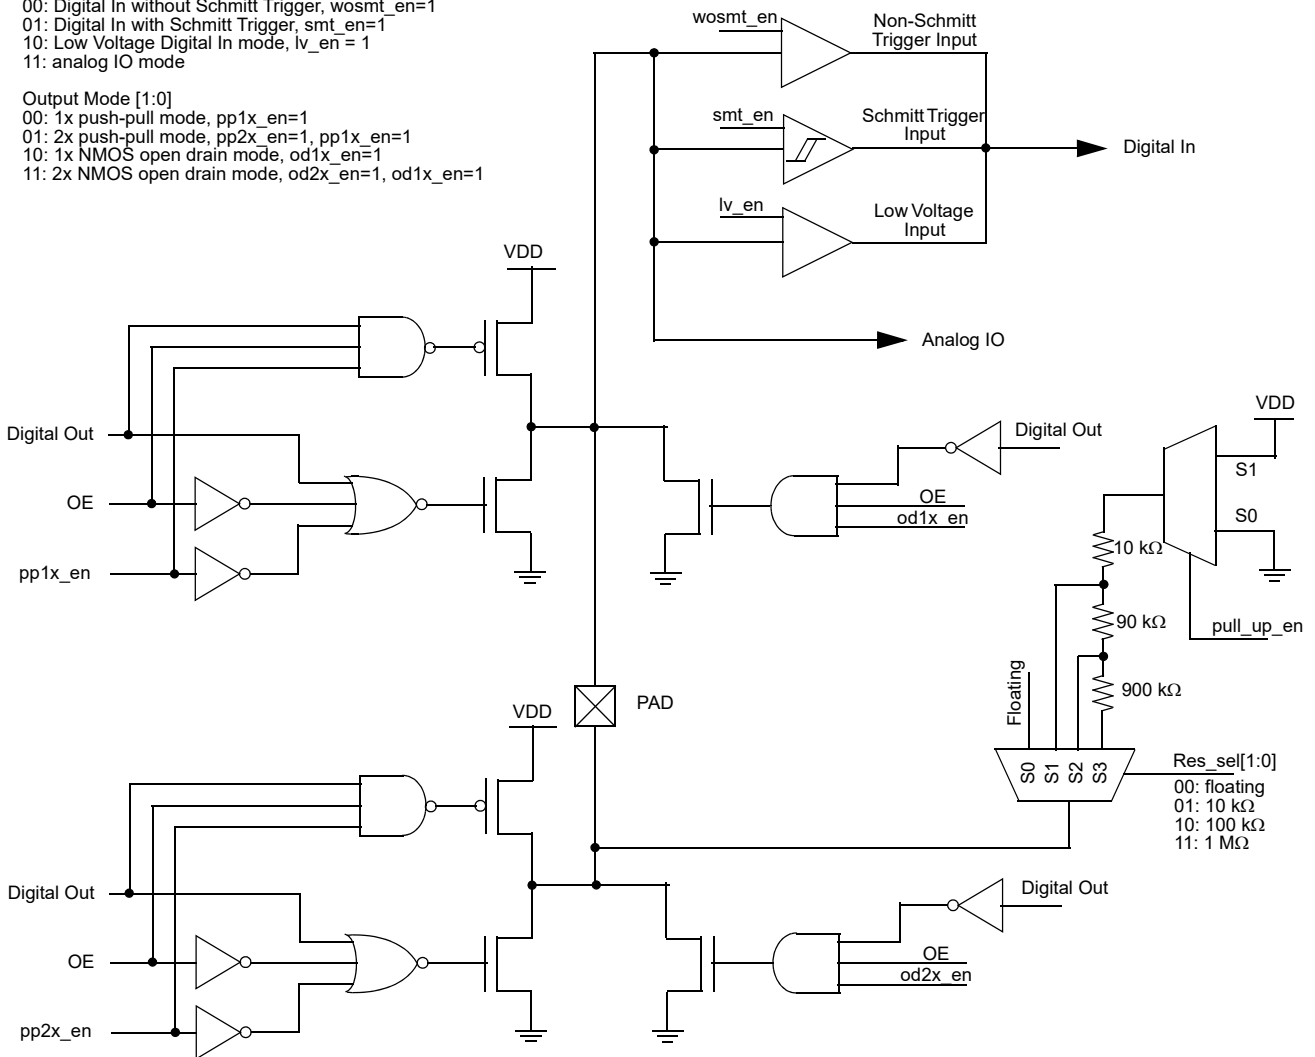 00: Digital In without Schmitt Trigger, wosmt_en=1
01: Digital In with Schmitt Trigger, smt_en=1
10: Low Voltage Digital In mode, lv_en = 1
11: analog IO mode
Output Mode [1:0]
00: 1x push-pull mode, pp1x_en=1
01: 2x push-pull mode, pp2x_en=1, pp1x_en=1
10: 1x NMOS open drain mode, od1x_en=1
11: 2x NMOS open drain mode, od2x_en=1, od1x_en=1
wosmt_en
Non-Schmitt
Trigger Input
smt_en
Schmitt Trigger
Input
Digital In
lv_en
Low Voltage
Input
Analog IO
VDD
Digital Out
OE
pp1x_en
Digital Out
OE
od1x_en
VDD
S1
S0
10 kΩ
90 kΩ
pull_up_en
900 kΩ
Floating
S0
S1
S2
S3
Res_sel[1:0]
00: floating
01: 10 kΩ
10: 100 kΩ
11: 1 MΩ
PAD
VDD
Digital Out
OE
pp2x_en
Digital Out
OE
od2x_en